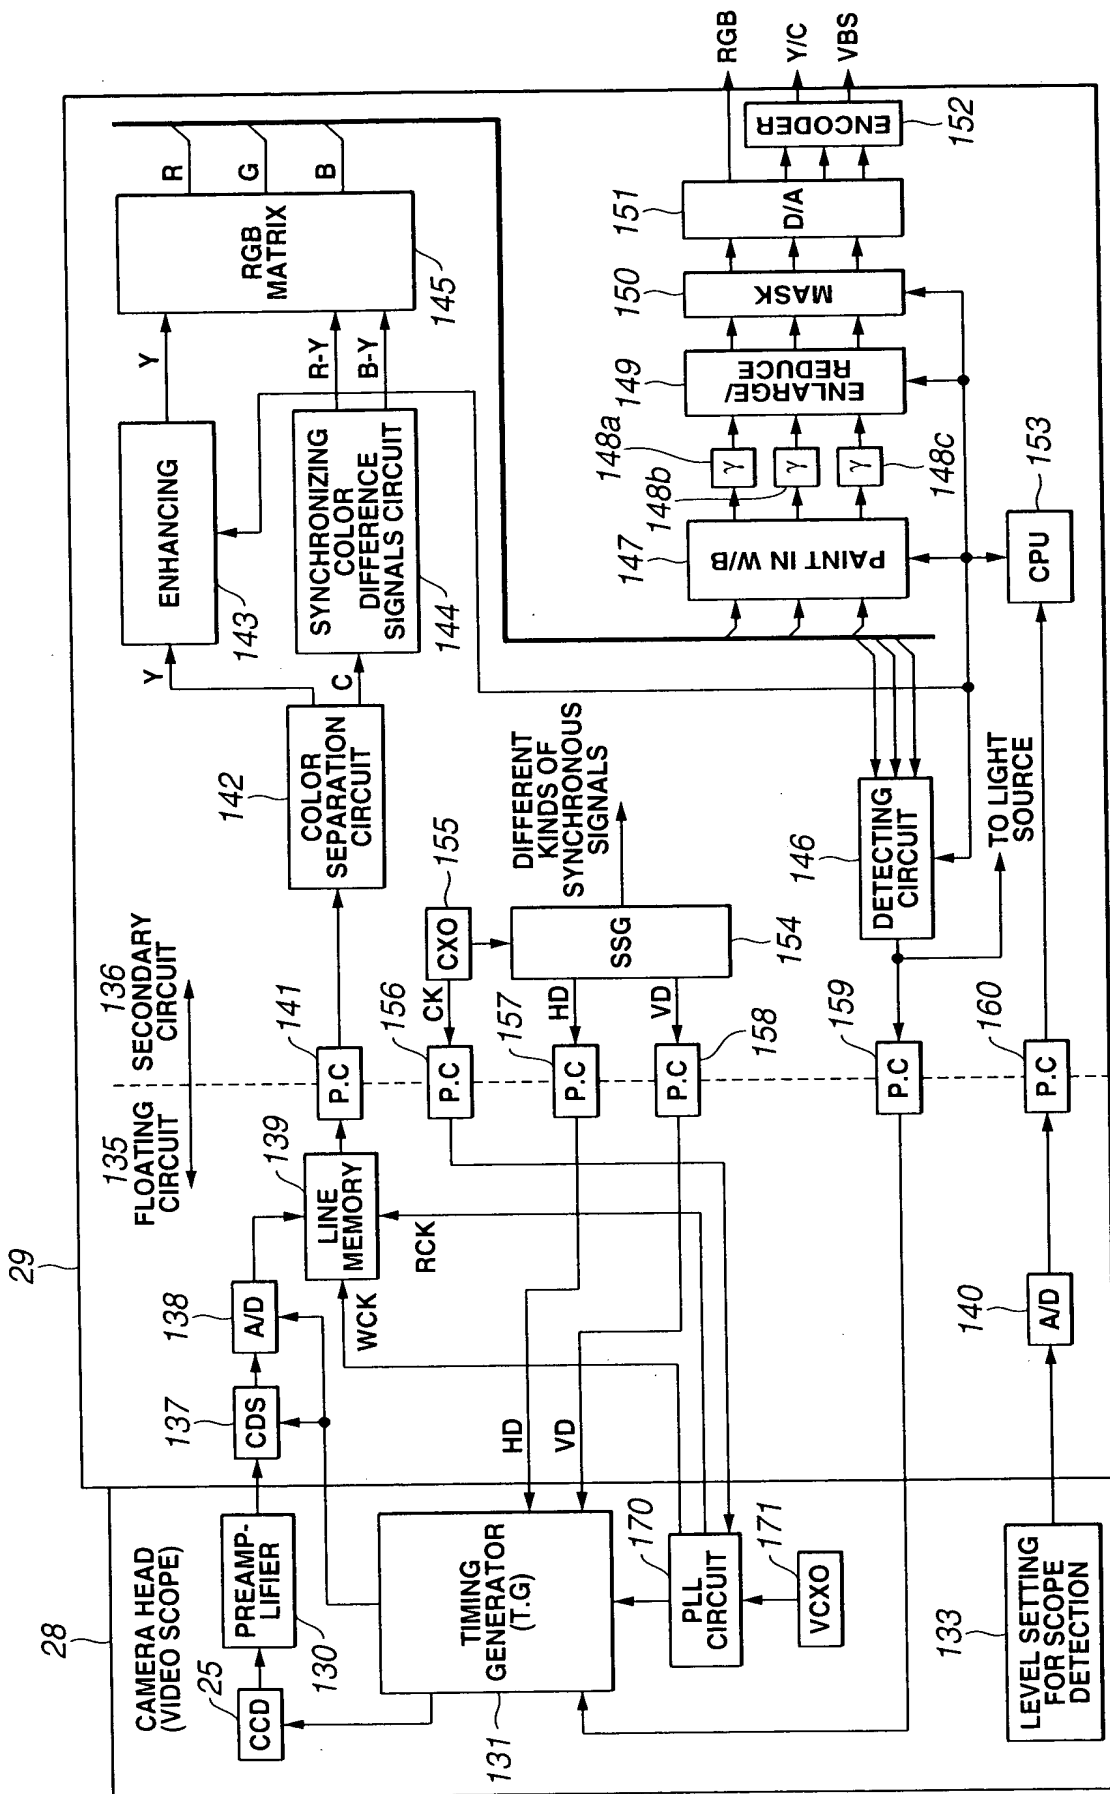 28
CAMERA HEAD
(VIDEO SCOPE)
25
CCD
PREAMP-
LIFIER
130
TIMING
GENERATOR
(T.G)
131
HD
VD
170
PLL
CIRCUIT
171
VCXO
133
LEVEL SETTING
FOR SCOPE
DETECTION
29
135
FLOATING
CIRCUIT
136
SECONDARY
CIRCUIT
137
CDS
138
A/D
139
LINE
MEMORY
WCK
RCK
140
A/D
141
P.C
CK
156
P.C
157
HD
P.C
VD
158
P.C
159
P.C
160
P.C
142
COLOR
SEPARATION
CIRCUIT
Y
C
155
CXO
SSG
154
DIFFERENT
KINDS OF
SYNCHRONOUS
SIGNALS
146
DETECTING
CIRCUIT
TO LIGHT
SOURCE
143
ENHANCING
144
SYNCHRONIZING
COLOR
DIFFERENCE
SIGNALS CIRCUIT
Y
R-Y
B-Y
145
RGB
MATRIX
R
G
B
147
PAINT IN W/B
148a
γ
148b
γ
148c
γ
149
ENLARGE/
REDUCE
150
MASK
151
D/A
ENCODER
152
153
CPU
RGB
Y/C
VBS